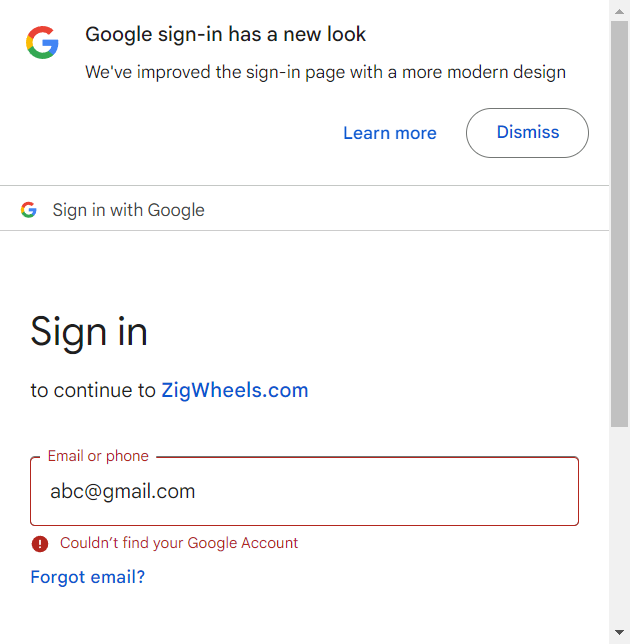 Google sign-in has a new look
We've improved the sign-in page with a more modern design
Learn more
Dismiss
Sign in with Google
Sign in
to continue to ZigWheels.com
Email or phone
abc@gmail.com
Couldn't find your Google Account
Forgot email?